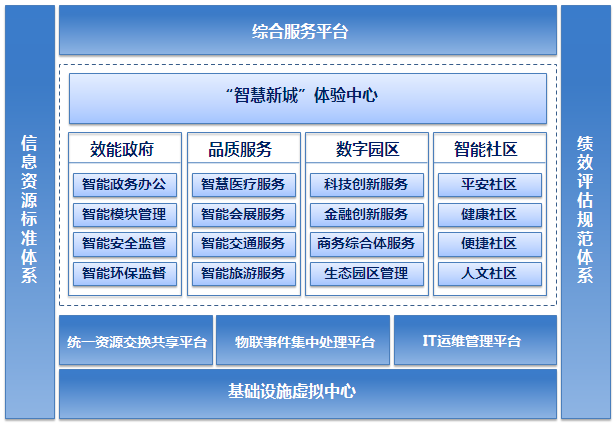 综合服务平台
信息资源标准体系
“智慧新城”体验中心
效能政府
智能政务办公
智能模块管理
智能安全监管
智能环保监督
品质服务
智慧医疗服务
智能会展服务
智能交通服务
智能旅游服务
数字园区
科技创新服务
金融创新服务
商务综合体服务
生态园区管理
智能社区
平安社区
健康社区
便捷社区
人文社区
绩效评估规范体系
统一资源交换共享平台
物联事件集中处理平台
IT运维管理平台
基础设施虚拟中心